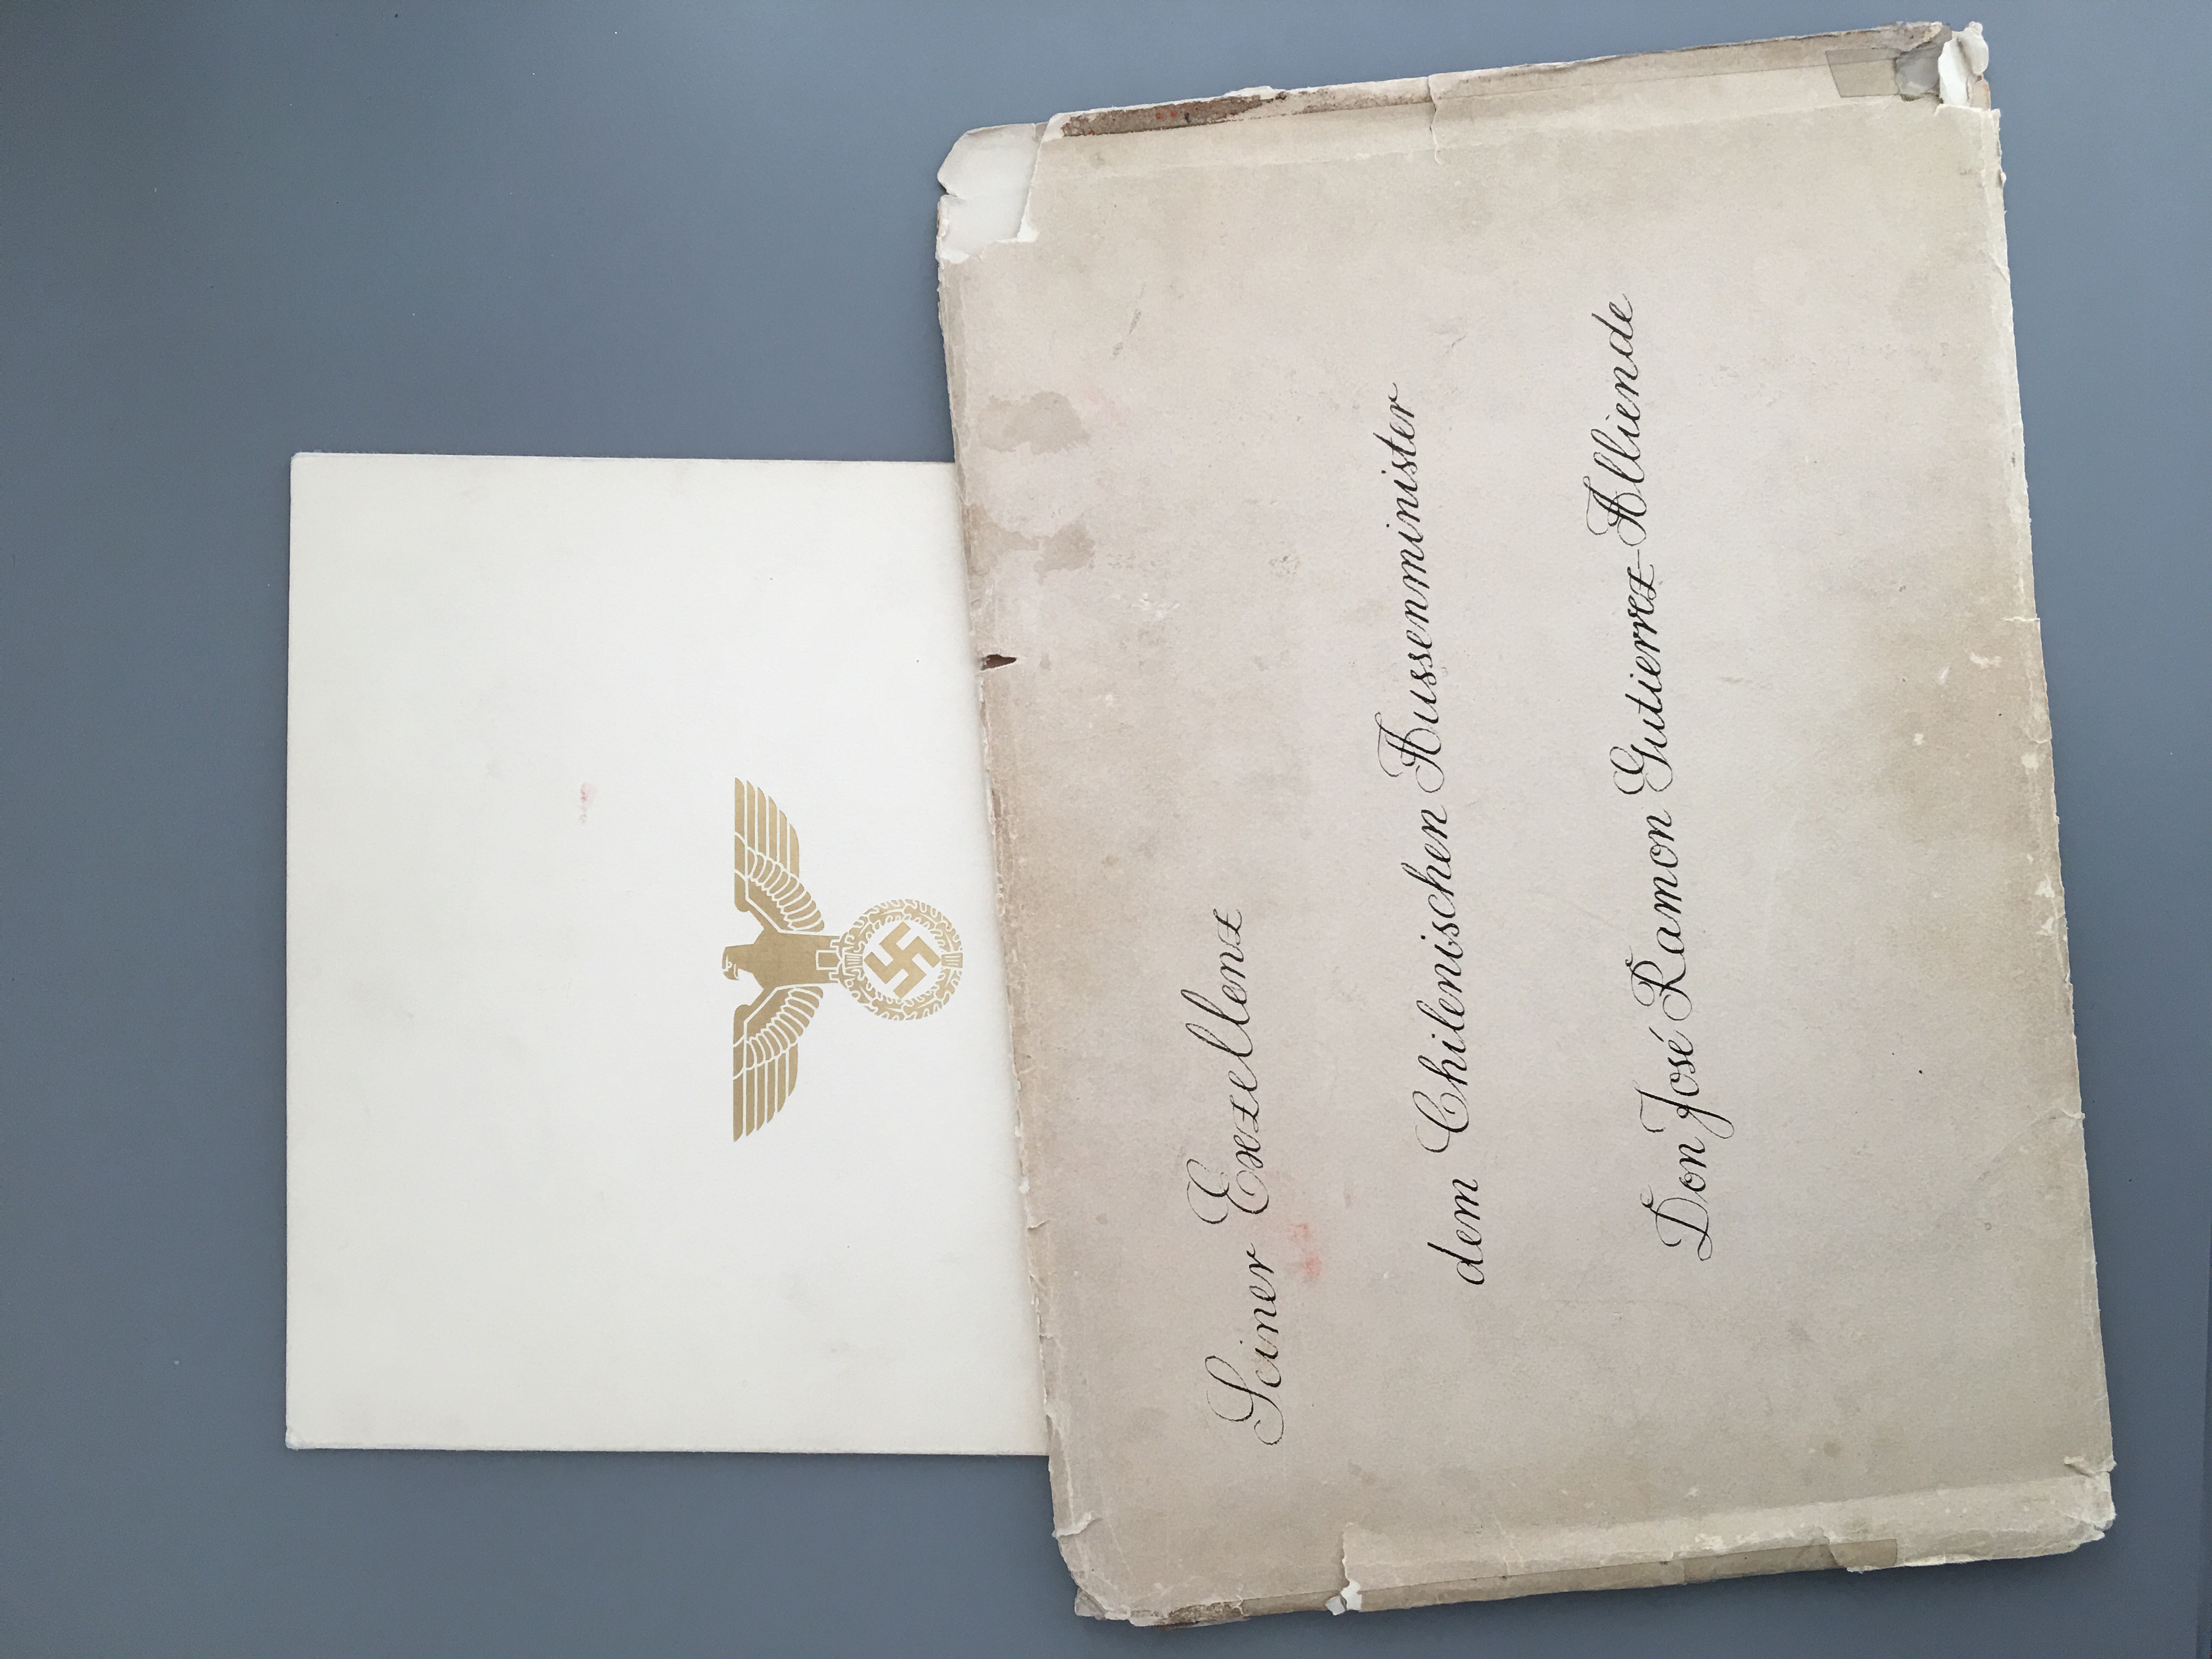 Seiner Exzellenz
dem Chilenischen Aussenminister
Don José Ramon Gutierrez-Alliende